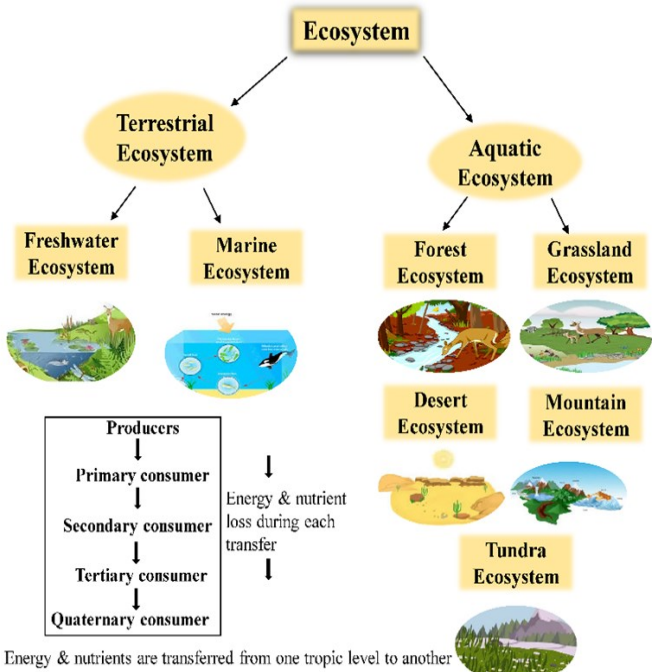 Ecosystem
Terrestrial
Ecosystem
Aquatic
Ecosystem
Freshwater
Ecosystem
Marine
Ecosystem
Forest
Ecosystem
Grassland
Ecosystem
Desert
Ecosystem
Mountain
Ecosystem
Tundra
Ecosystem
Producers
Primary consumer
Secondary consumer
Tertiary consumer
Quaternary consumer
Energy & nutrient
loss during each
transfer
Energy & nutrients are transferred from one tropic level to another